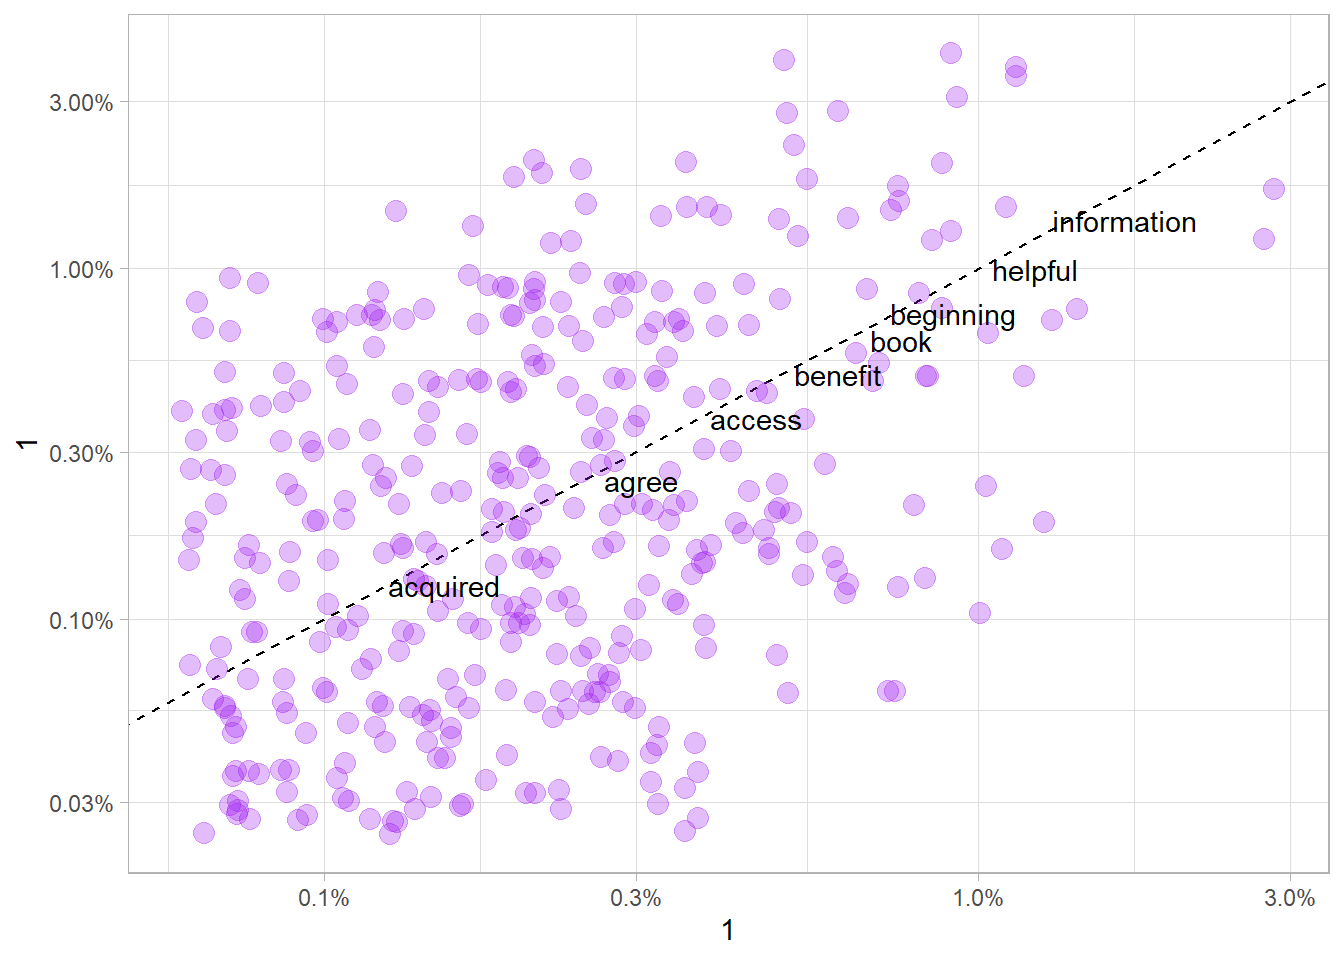 3.00%
information
1.00%
helpful
beginning
book
benefit
access
1
0.30%
agree
acquired
0.10%
0.03%
0.1%
0.3%
1.0%
3.0%
1